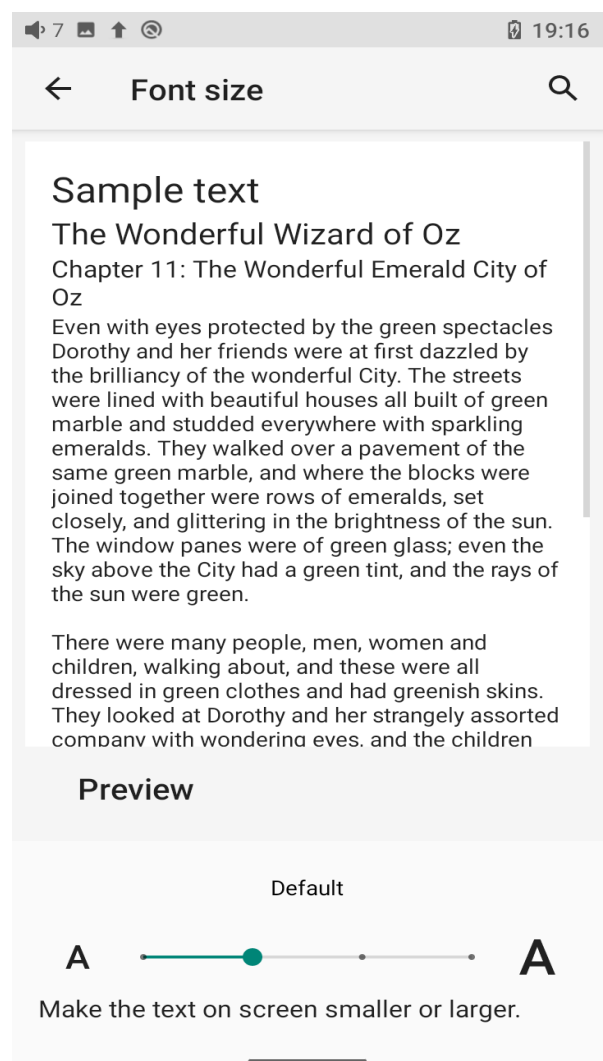 7 19:16
Font size
Sample text
The Wonderful Wizard of Oz
Chapter 11: The Wonderful Emerald City of
Oz
Even with eyes protected by the green spectacles
Dorothy and her friends were at first dazzled by
the brilliancy of the wonderful City. The streets
were lined with beautiful houses all built of green
marble and studded everywhere with sparkling
emeralds. They walked over a pavement of the
same green marble, and where the blocks were
joined together were rows of emeralds, set
closely, and glittering in the brightness of the sun.
The window panes were of green glass; even the
sky above the City had a green tint, and the rays of
the sun were green.
There were many people, men, women and
children, walking about, and these were all
dressed in green clothes and had greenish skins.
They looked at Dorothy and her strangely assorted
company with wondering eyes, and the children
Preview
Default
A A
Make the text on screen smaller or larger.